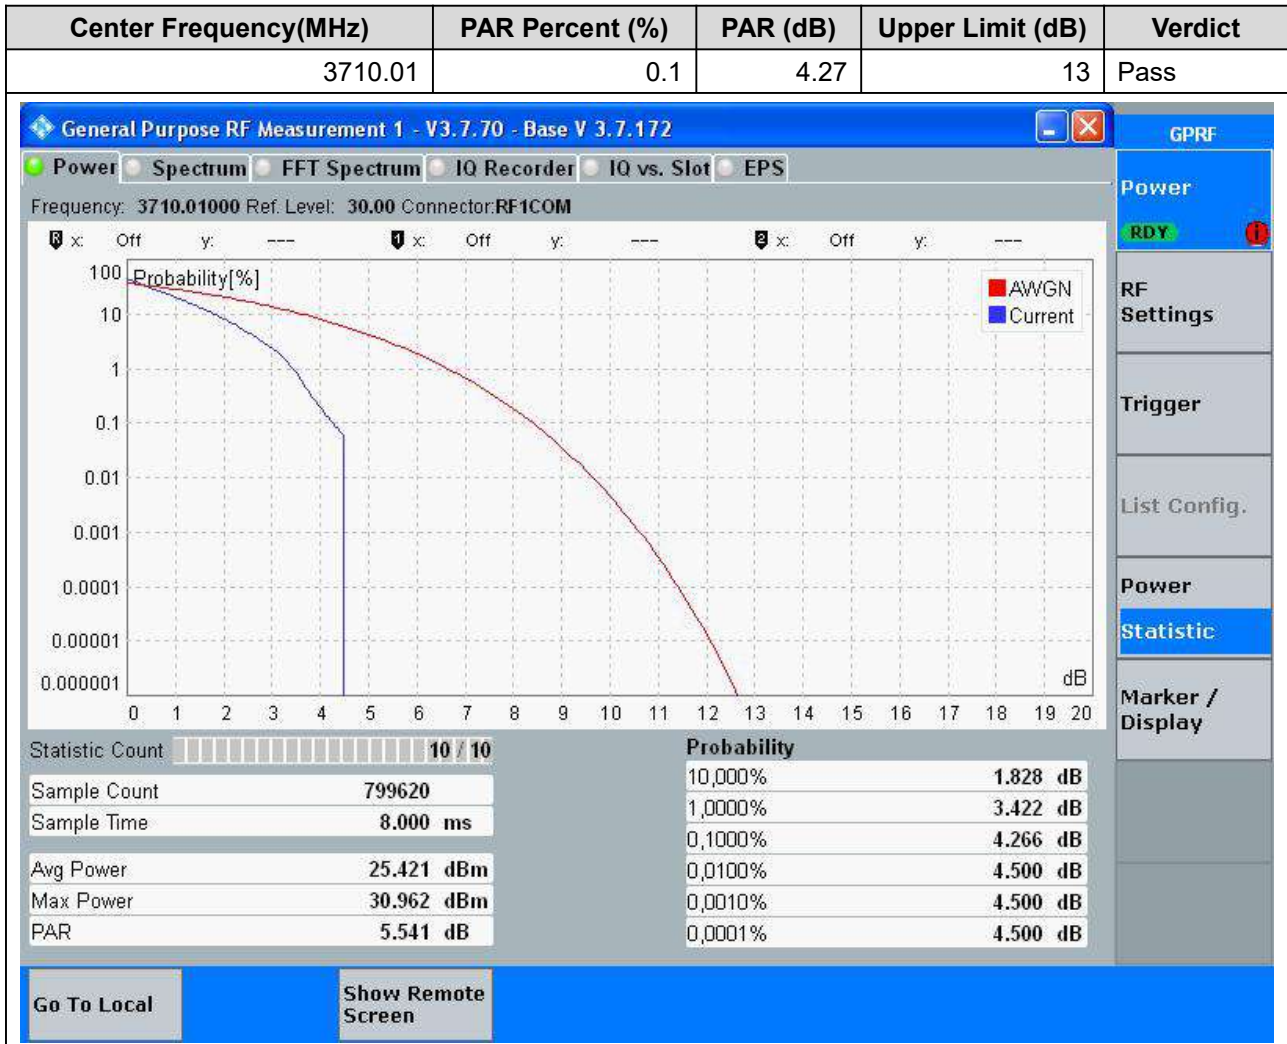 Center Frequency(MHz) PAR Percent (%) PAR (dB) Upper Limit (dB) Verdict
3710.01 0.1 4.27 13 Pass
General Purpose RF Measurement 1 - V3.7.70 - Base V 3.7.172
GPRF
Power Spectrum FFT Spectrum IQ Recorder IQ vs. Slot EPS
Frequency: 3710.01000 Ref. Level: 30.00 Connector:RF1COM
R x: Off y: --- 1 x: Off y: --- 2 x: Off y: ---
Probability[%]
AWGN
Current
100
10
1
0.1
0.01
0.001
0.0001
0.00001
0.000001
dB
0 1 2 3 4 5 6 7 8 9 10 11 12 13 14 15 16 17 18 19 20
Statistic Count 10 / 10
Sample Count 799620
Sample Time 8.000 ms
Avg Power 25.421 dBm
Max Power 30.962 dBm
PAR 5.541 dB
Probability
10,000% 1.828 dB
1,0000% 3.422 dB
0,1000% 4.266 dB
0,0100% 4.500 dB
0,0010% 4.500 dB
0,0001% 4.500 dB
Power
RDY
RF
Settings
Trigger
List Config.
Power
Statistic
Marker /
Display
Go To Local
Show Remote
Screen